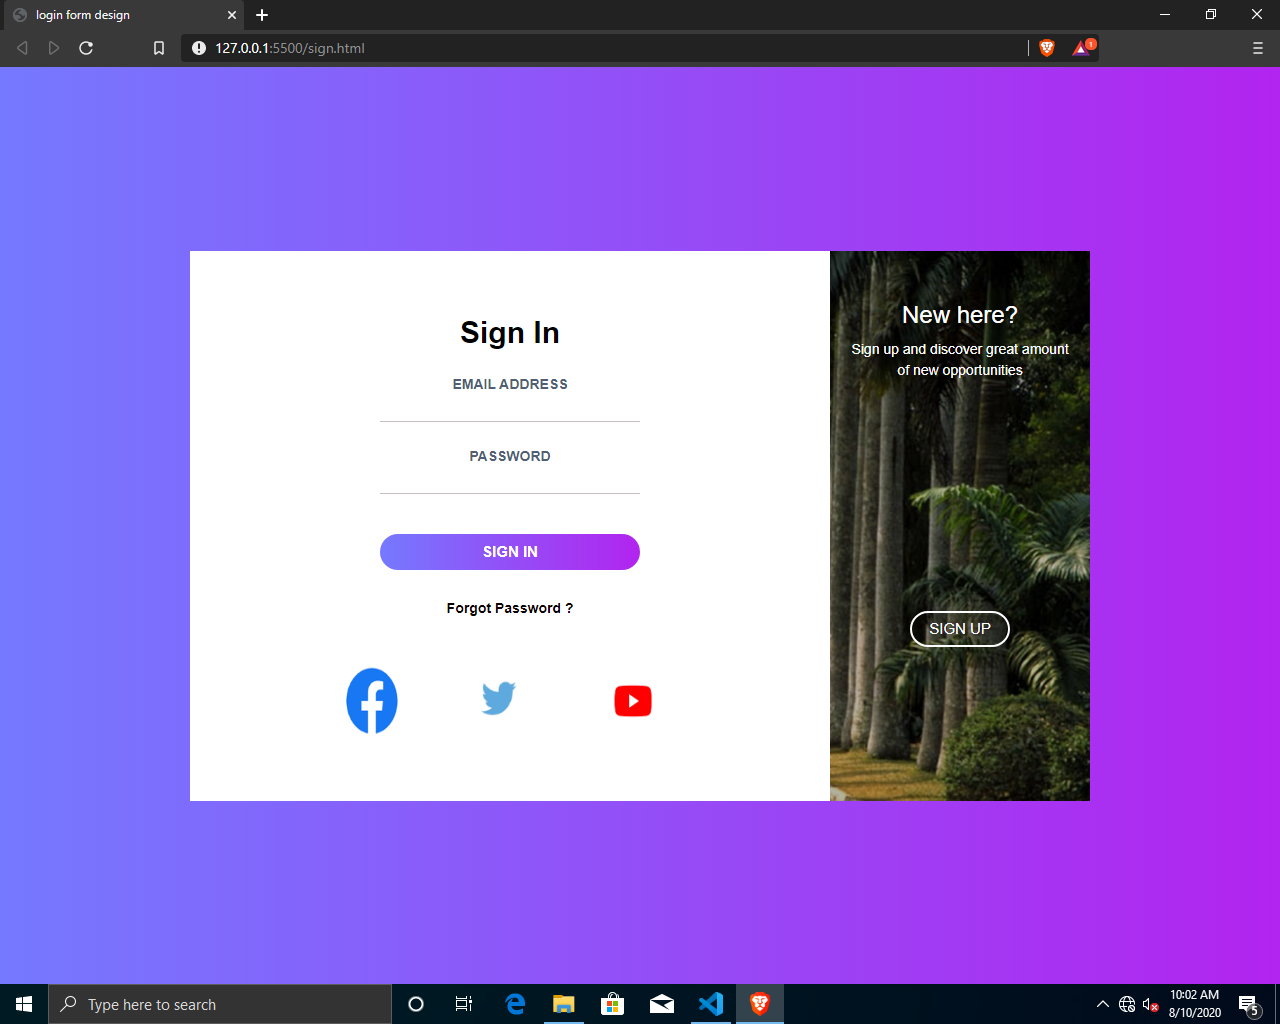 login form design
127.0.0.1:5500/sign.html
1
Sign In
EMAIL ADDRESS
PASSWORD
SIGN IN
Forgot Password ?
New here?
Sign up and discover great amount
of new opportunities
SIGN UP
Type here to search
10:02 AM
8/10/2020
5